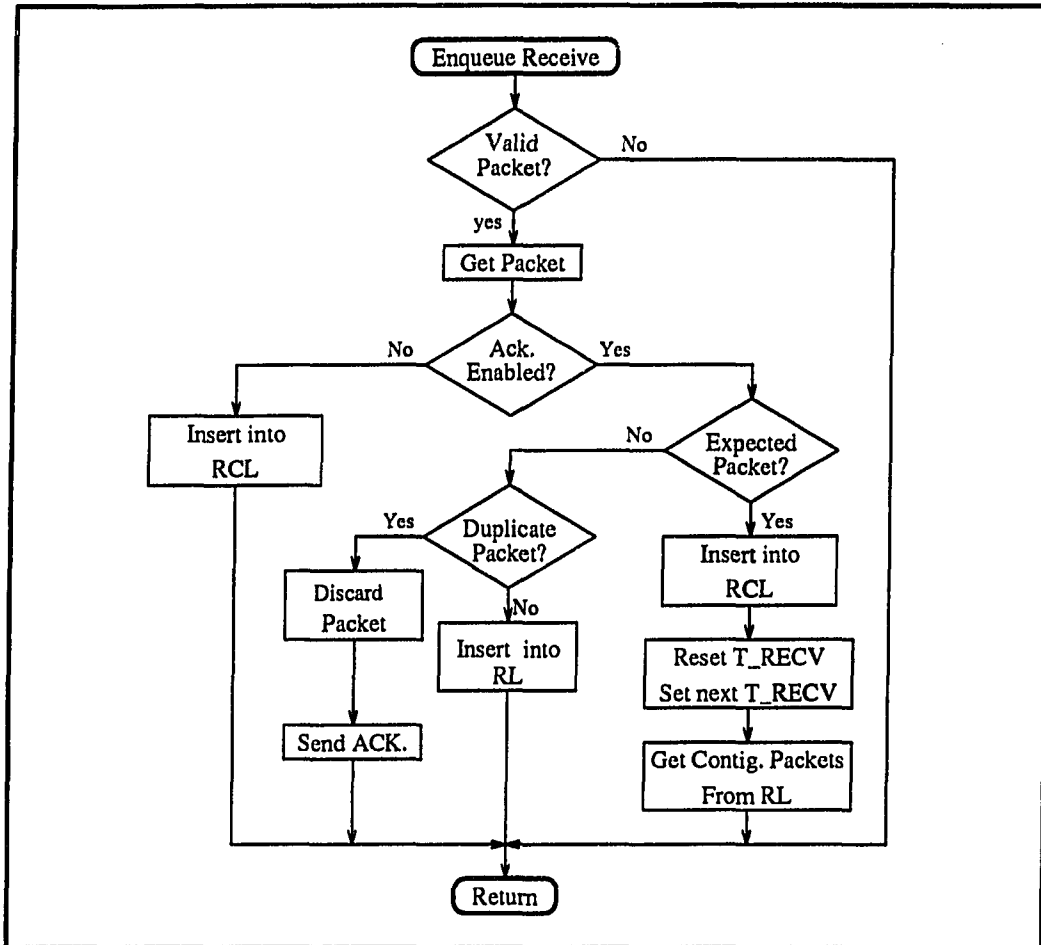 Enqueue Receive
Valid
Packet?
No
yes
Get Packet
No
Ack.
Enabled?
Yes
Insert into
RCL
No
Expected
Packet?
Yes
Duplicate
Packet?
Yes
Insert into
RCL
Discard
Packet
No
Insert into
RL
Reset T_RECV
Set next T_RECV
Send ACK.
Get Contig. Packets
From RL
Return